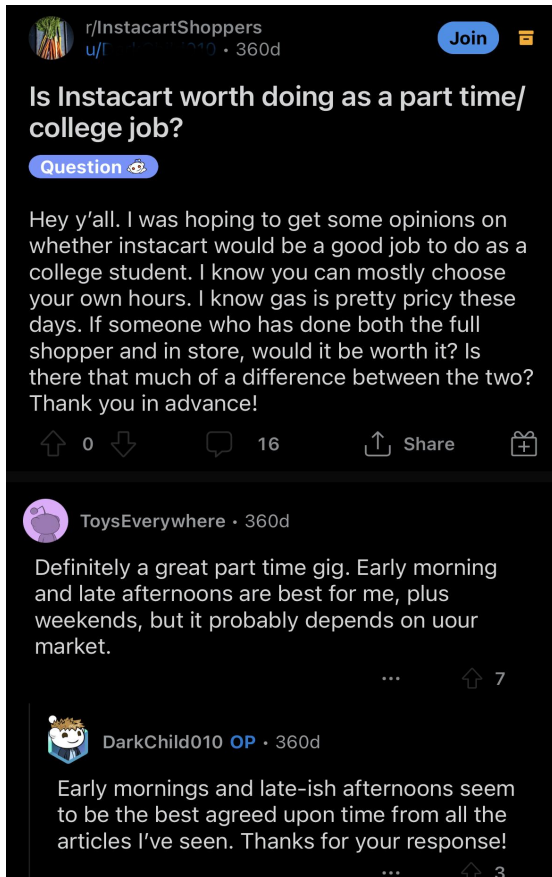 r/InstacartShoppers
u/ • 360d
Join
Is Instacart worth doing as a part time/
college job?
Question
Hey y’all. I was hoping to get some opinions on
whether instacart would be a good job to do as a
college student. I know you can mostly choose
your own hours. I know gas is pretty pricy these
days. If someone who has done both the full
shopper and in store, would it be worth it? Is
there that much of a difference between the two?
Thank you in advance!
0 16 Share
ToysEverywhere • 360d
Definitely a great part time gig. Early morning
and late afternoons are best for me, plus
weekends, but it probably depends on uour
market.
... 7
DarkChild010 OP • 360d
Early mornings and late-ish afternoons seem
to be the best agreed upon time from all the
articles I’ve seen. Thanks for your response!
... 3